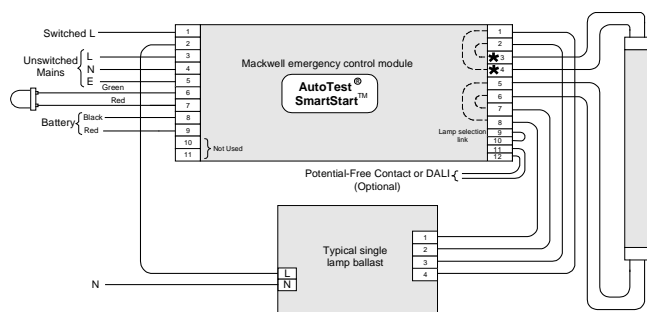 Switched L
Unswitched
Mains
L
N
E
Green
Red
Battery
Black
Red
1
2
3
4
5
6
7
8
9
10
11
Not Used
Mackwell emergency control module
AutoTest ®
SmartStart™
1
2
★3
★4
5
6
7
8
9
10
11
12
Lamp selection
link
Potential-Free Contact or DALI
(Optional)
Typical single
lamp ballast
1
2
3
4
L
N
N